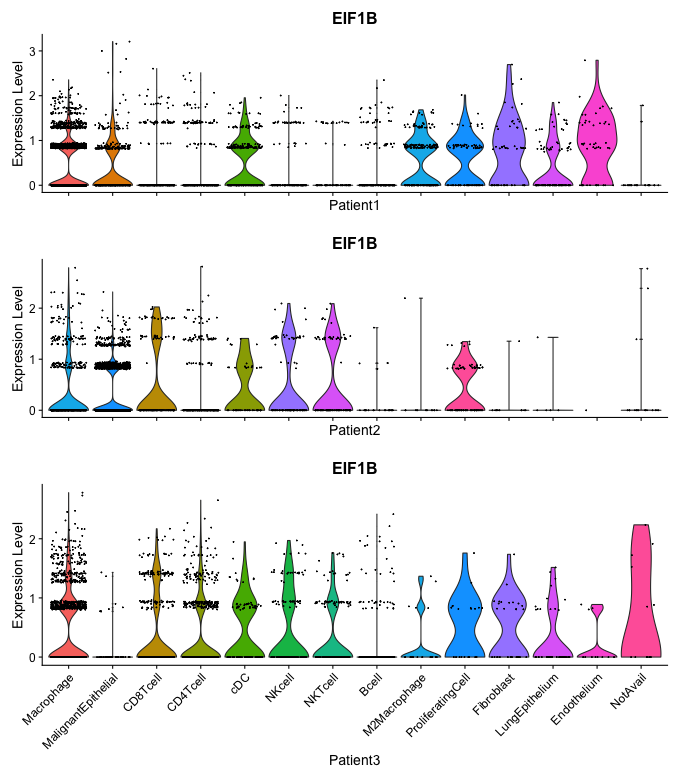 EIF1B
Expression Level
3
2
1
0
Patient1
EIF1B
Expression Level
2
1
0
Patient2
EIF1B
Expression Level
2
1
0
Macrophage
MalignantEpithelial
CD8Tcell
CD4Tcell
cDC
NKcell
NKTcell
Bcell
M2Macrophage
ProliferatingCell
Fibroblast
LungEpithelium
Endothelium
NotAvail
Patient3